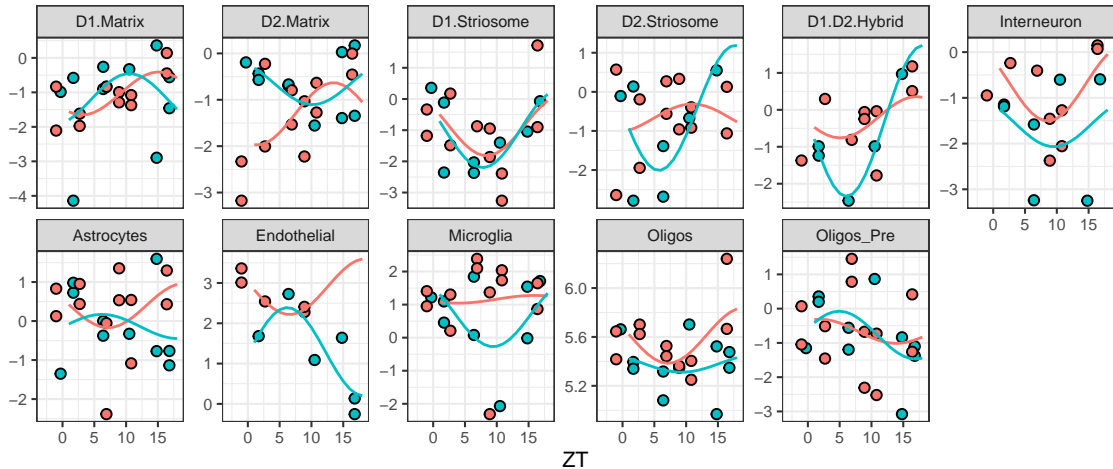 D1.Matrix D2.Matrix D1.Striosome D2.Striosome D1.D2.Hybrid Interneuron
0 0 2 1 1 0
-1 -1 1 0 0 -1
-2 -2 0 -1 -1 -2
-3 -3 -1 -2 -2 -3
-4 -2
-3
0 5 10 15
Astrocytes Endothelial Microglia Oligos Oligos_Pre
1 4 2 6.0 1
0 3 1 5.6 0
-1 2 0 5.2 -1
-2 1 -1 -2
0 -2 -3
0 5 10 15 0 5 10 15 0 5 10 15 0 5 10 15 0 5 10 15
ZT